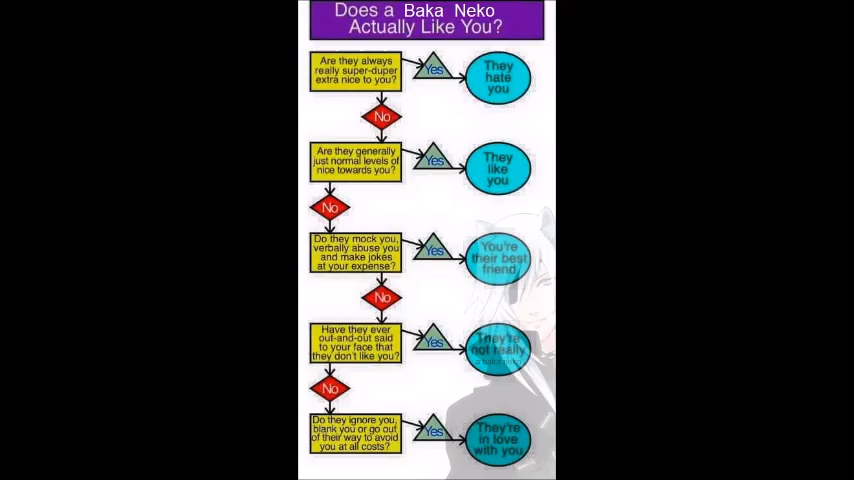 Does a Baka Neko
Actually Like You?
Are they always
really super-duper
extra nice to you?
Yes
They
hate
you
No
Are they generally
just normal levels of
nice towards you?
Yes
They
like
you
No
Do they mock you,
verbally abuse you
and make jokes
at your expense?
Yes
You're
their best
friend
No
Have they ever
out-and-out said
to your face that
they don't like you?
Yes
They're
not really
a baka neko
No
Do they ignore you,
blank you or go out
of their way to avoid
you at all costs?
Yes
They're
in love
with you